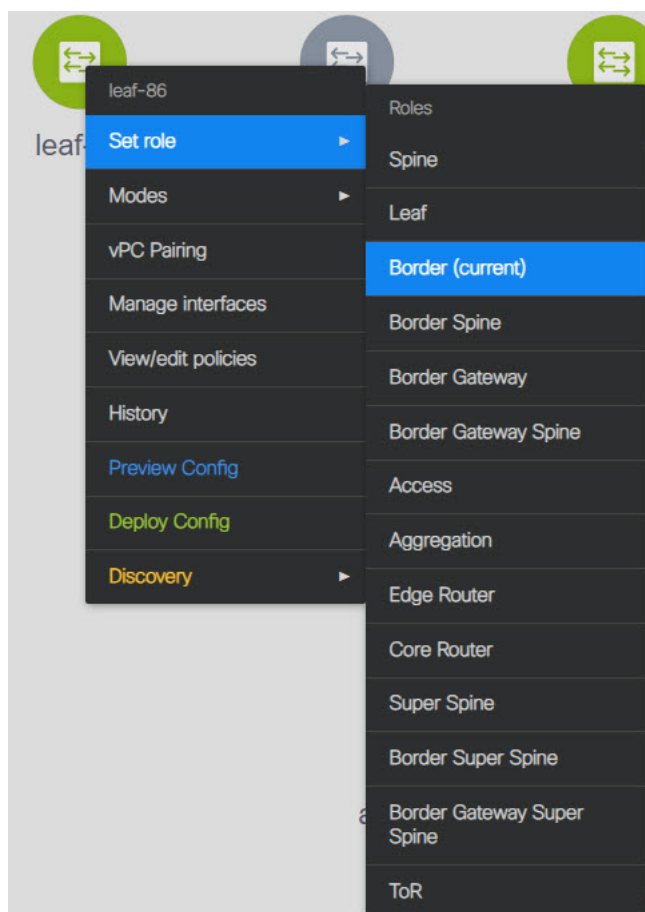 leaf-
leaf-86
Set role
Modes
vPC Pairing
Manage interfaces
View/edit policies
History
Preview Config
Deploy Config
Discovery
Roles
Spine
Leaf
Border (current)
Border Spine
Border Gateway
Border Gateway Spine
Access
Aggregation
Edge Router
Core Router
Super Spine
Border Super Spine
Border Gateway Super
Spine
ToR